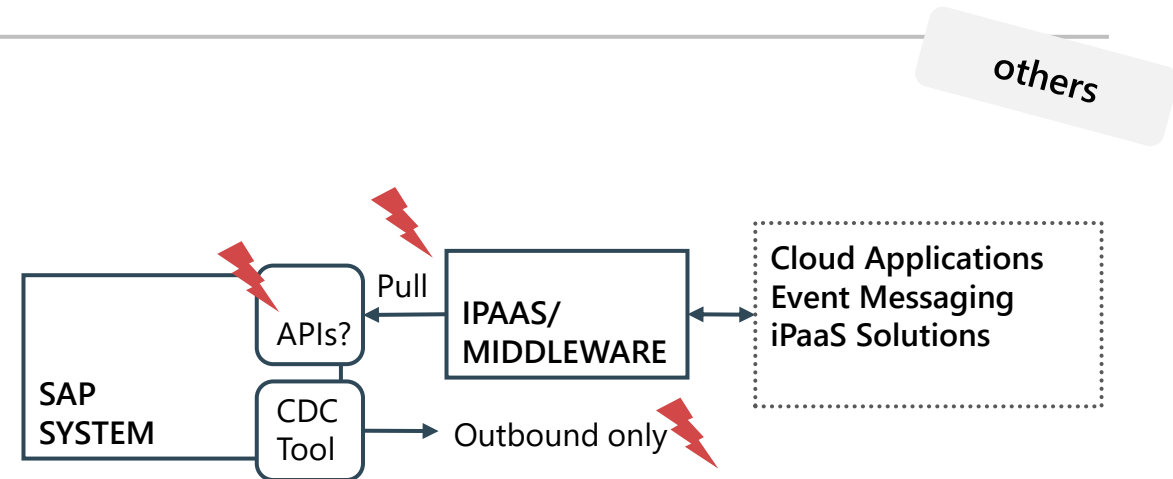 others
Pull
APIs?
IPAAS/
MIDDLEWARE
Cloud Applications
Event Messaging
iPaaS Solutions
SAP
SYSTEM
CDC
Tool
Outbound only